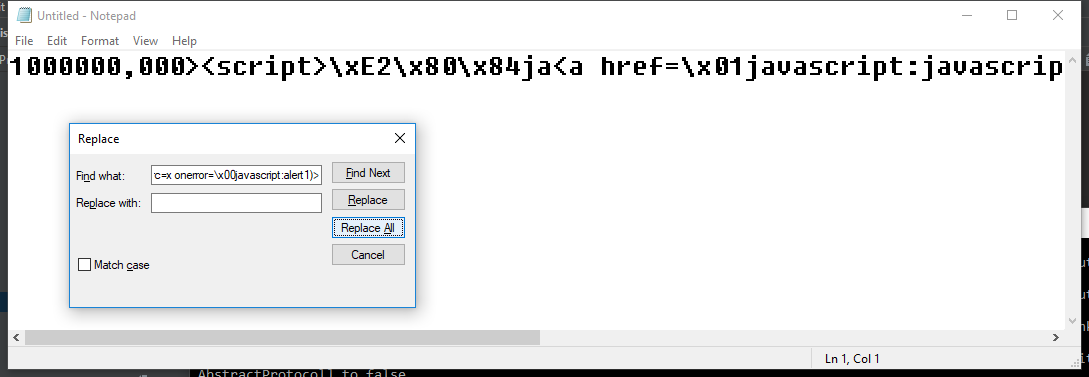 Untitled - Notepad
File Edit Format View Help
1000000,000><script>\xE2\x80\x84ja<a href=\x01javascript:javascrip
Replace
Find what: c=x onerror=\x00javascript:alert1)> Find Next
Replace with: Replace
Replace All
Match case Cancel
Ln 1, Col 1
AbstractProtocol] to false